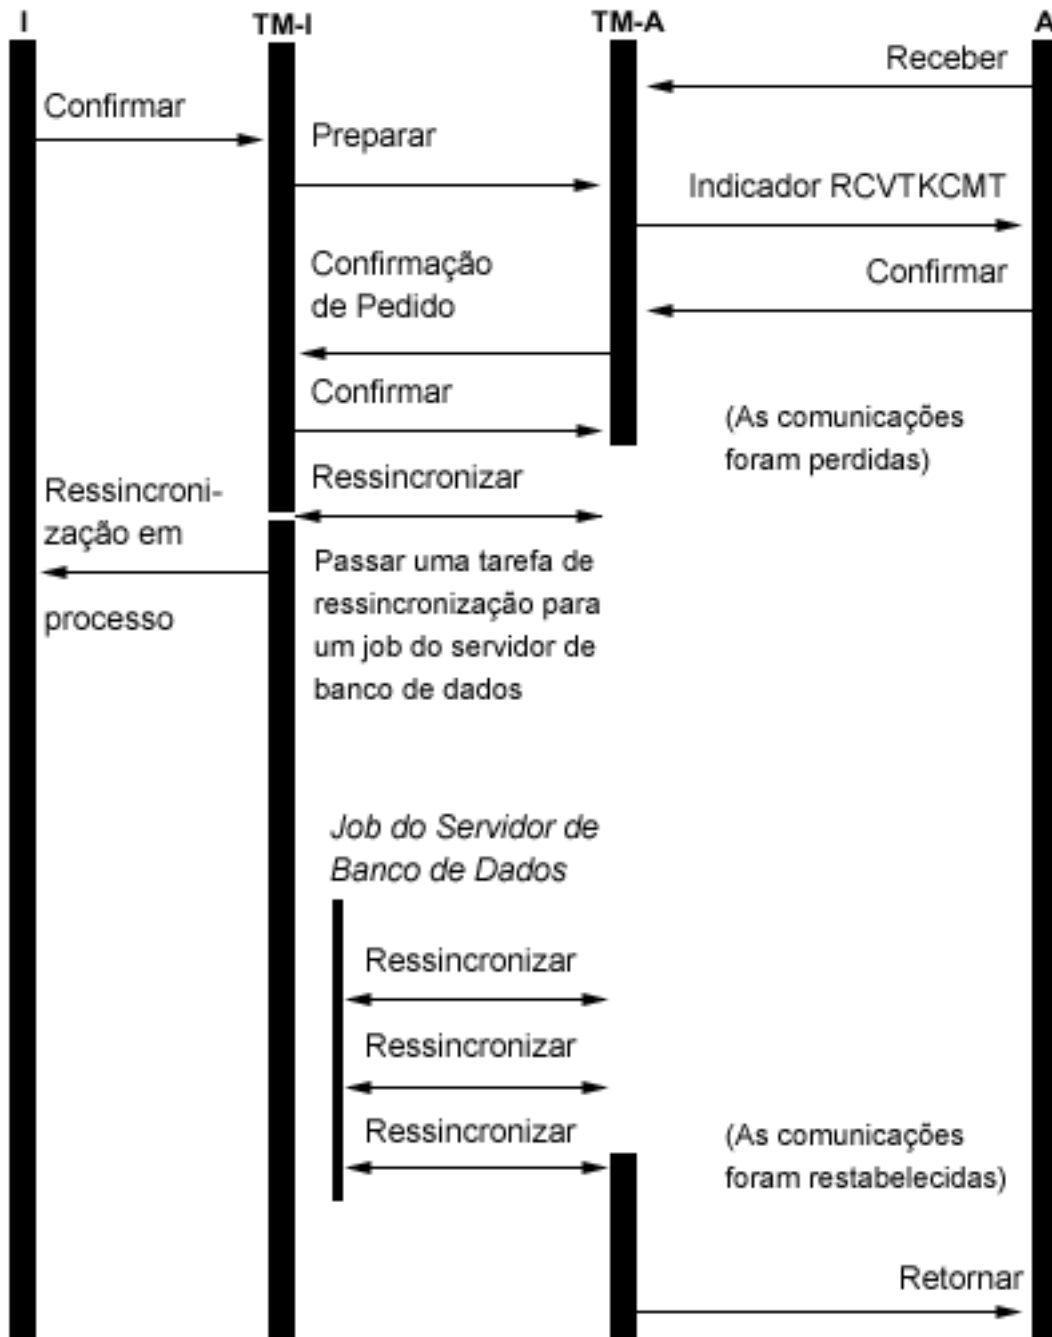 I
TM-I
TM-A
A
Receber
Confirmar
Preparar
Indicador RCVTKCMT
Confirmação
de Pedido
Confirmar
Confirmar
(As comunicações
foram perdidas)
Ressincronizar
Ressincroni-
zação em
processo
Passar uma tarefa de
ressincronização para
um job do servidor de
banco de dados
Job do Servidor de
Banco de Dados
Ressincronizar
Ressincronizar
Ressincronizar
(As comunicações
foram restabelecidas)
Retornar